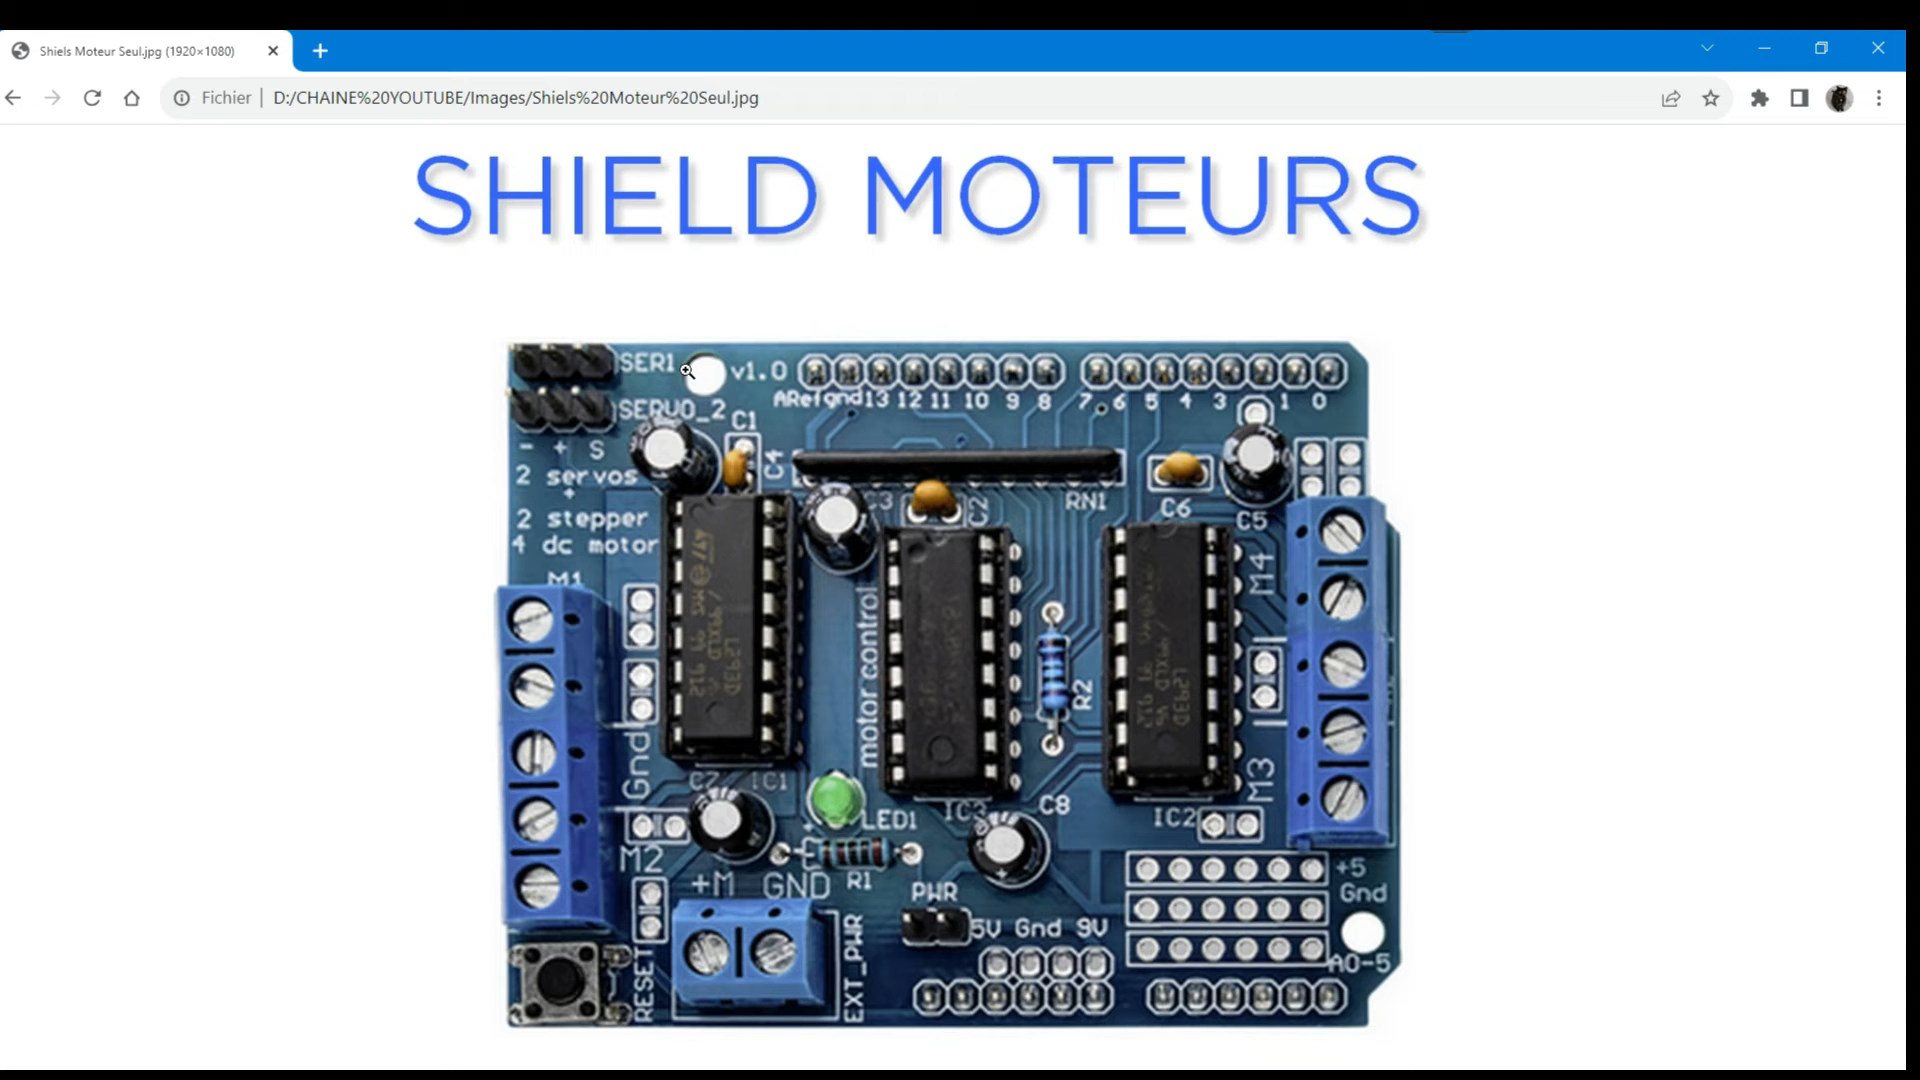 Shiels Moteur Seul.jpg (1920×1080)
Fichier
D:/CHAINE%20YOUTUBE/Images/Shiels%20Moteur%20Seul.jpg
SHIELD MOTEURS
SER1
v1.0
ARef gnd 13 12 11 10 9 8 7 6 5 4 3 1 0
SERVO_2
C1
- + S
C4
2 servos
+
2 stepper
4 dc motor
C3
C2
RN1
C6
C5
M1
M4
motor control
L293D
L293D
R2
Gnd
M3
C7
IC1
IC3
C8
IC2
LED1
M2
+M GND
R1
PWR
+5
Gnd
5V Gnd 9V
A0-5
RESET
EXT_PWR